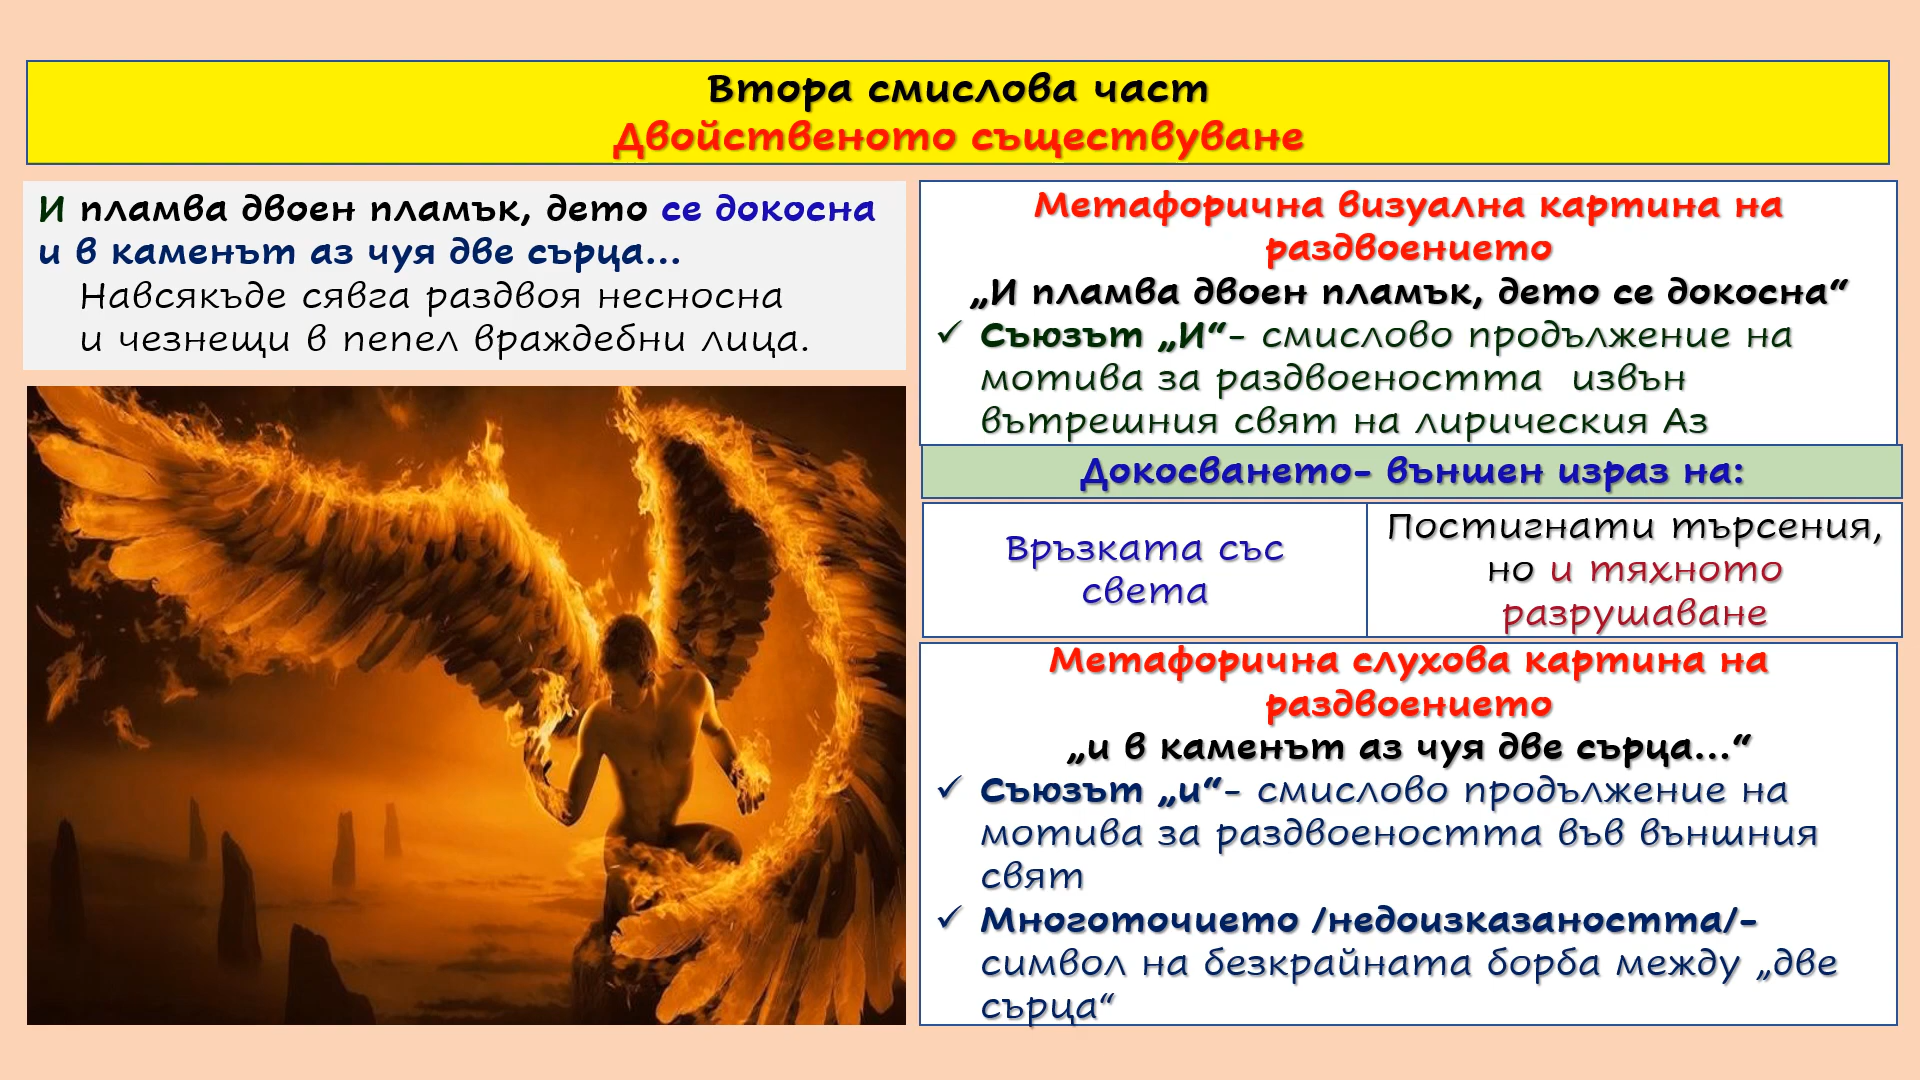 Втора смислова част
Двойственото съществуване
И пламва двоен пламък, дето се докосна
и в каменът аз чуя две сърца...
Навсякъде сявга раздвоя несносна
и чезнещи в пепел враждебни лица.
Метафорична визуална картина на
раздвоението
„И пламва двоен пламък, дето се докосна“
✓ Съюзът „И“- смислово продължение на
мотива за раздвоеността извън
вътрешния свят на лирическия Аз
Докосването- външен израз на:
Връзката със
света
Постигнати търсения,
но и тяхното
разрушаване
Метафорична слухова картина на
раздвоението
„и в каменът аз чуя две сърца...“
✓ Съюзът „и“- смислово продължение на
мотива за раздвоеността във външния
свят
✓ Многоточието /недоизказаността/-
символ на безкрайната борба между „две
сърца“